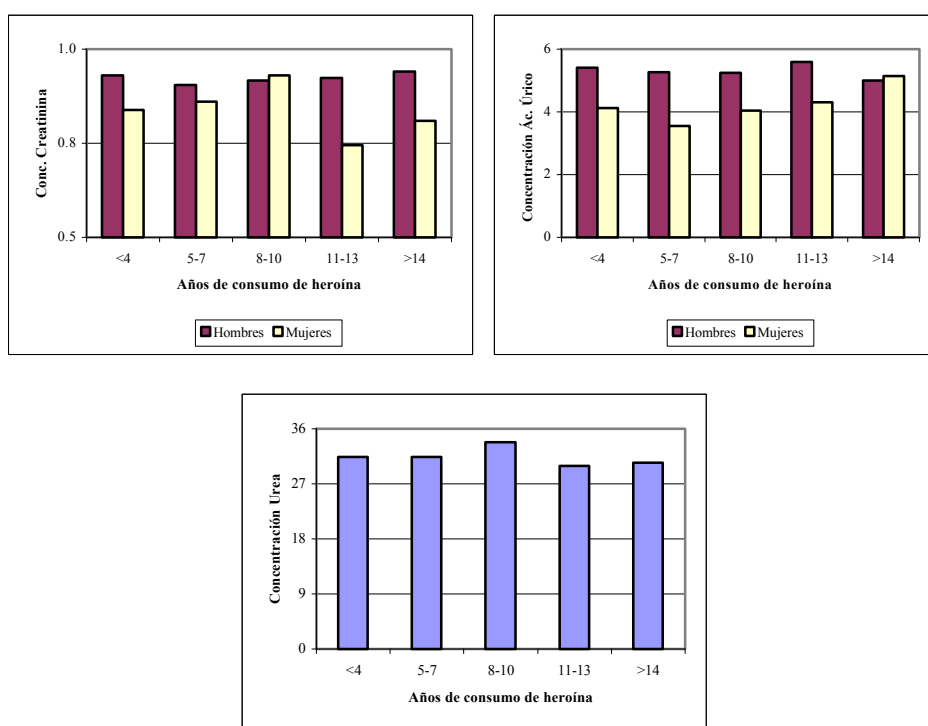 Conc. Creatinina
1.0
0.8
0.5
<4 5-7 8-10 11-13 >14
Años de consumo de heroína
Hombres Mujeres
Concentración Ác. Úrico
6
4
2
0
<4 5-7 8-10 11-13 >14
Años de consumo de heroína
Hombres Mujeres
Concentración Urea
36
27
18
9
0
<4 5-7 8-10 11-13 >14
Años de consumo de heroína